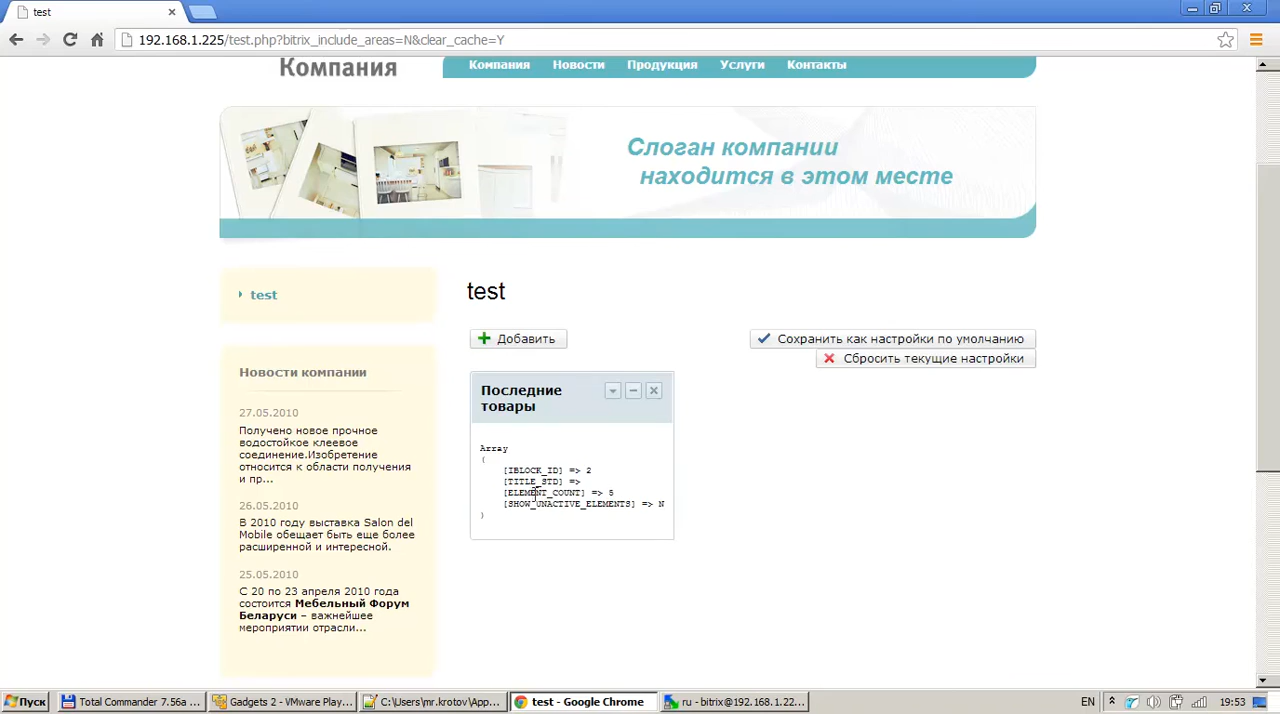 test
192.168.1.225/test.php?bitrix_include_areas=N&clear_cache=Y
Компания
Компания Новости Продукция Услуги Контакты
Слоган компании
находится в этом месте
test
test
Добавить
Сохранить как настройки по умолчанию
Сбросить текущие настройки
Новости компании
27.05.2010
Получено новое прочное
водостойкое клеевое
соединение.Изобретение
относится к области получения
и пр...
26.05.2010
В 2010 году выставка Salon del
Mobile обещает быть еще более
расширенной и интересной.
25.05.2010
С 20 по 23 апреля 2010 года
состоится Мебельный Форум
Беларуси – важнейшее
мероприятии отрасли...
Последние
товары
Array
(
[IBLOCK_ID] => 2
[TITLE_STD] =>
[ELEMENT_COUNT] => 5
[SHOW_UNACTIVE_ELEMENTS] => N
)
Пуск
Total Commander 7.56a ...
Gadgets 2 - VMware Play...
C:\Users\mr.krotov\App...
test - Google Chrome
ru - bitrix@192.168.1.22...
EN
19:53